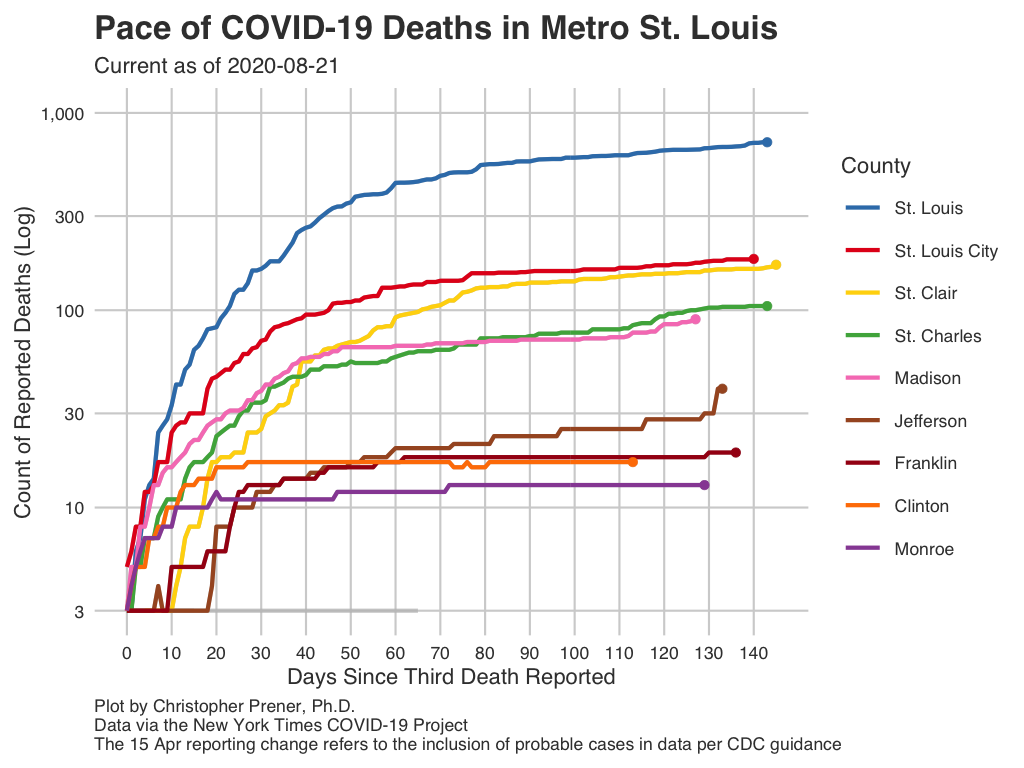 Pace of COVID-19 Deaths in Metro St. Louis
Current as of 2020-08-21
Count of Reported Deaths (Log)
1,000
300
100
30
10
3
0 10 20 30 40 50 60 70 80 90 100 110 120 130 140
Days Since Third Death Reported
County
St. Louis
St. Louis City
St. Clair
St. Charles
Madison
Jefferson
Franklin
Clinton
Monroe
Plot by Christopher Prener, Ph.D.
Data via the New York Times COVID-19 Project
The 15 Apr reporting change refers to the inclusion of probable cases in data per CDC guidance